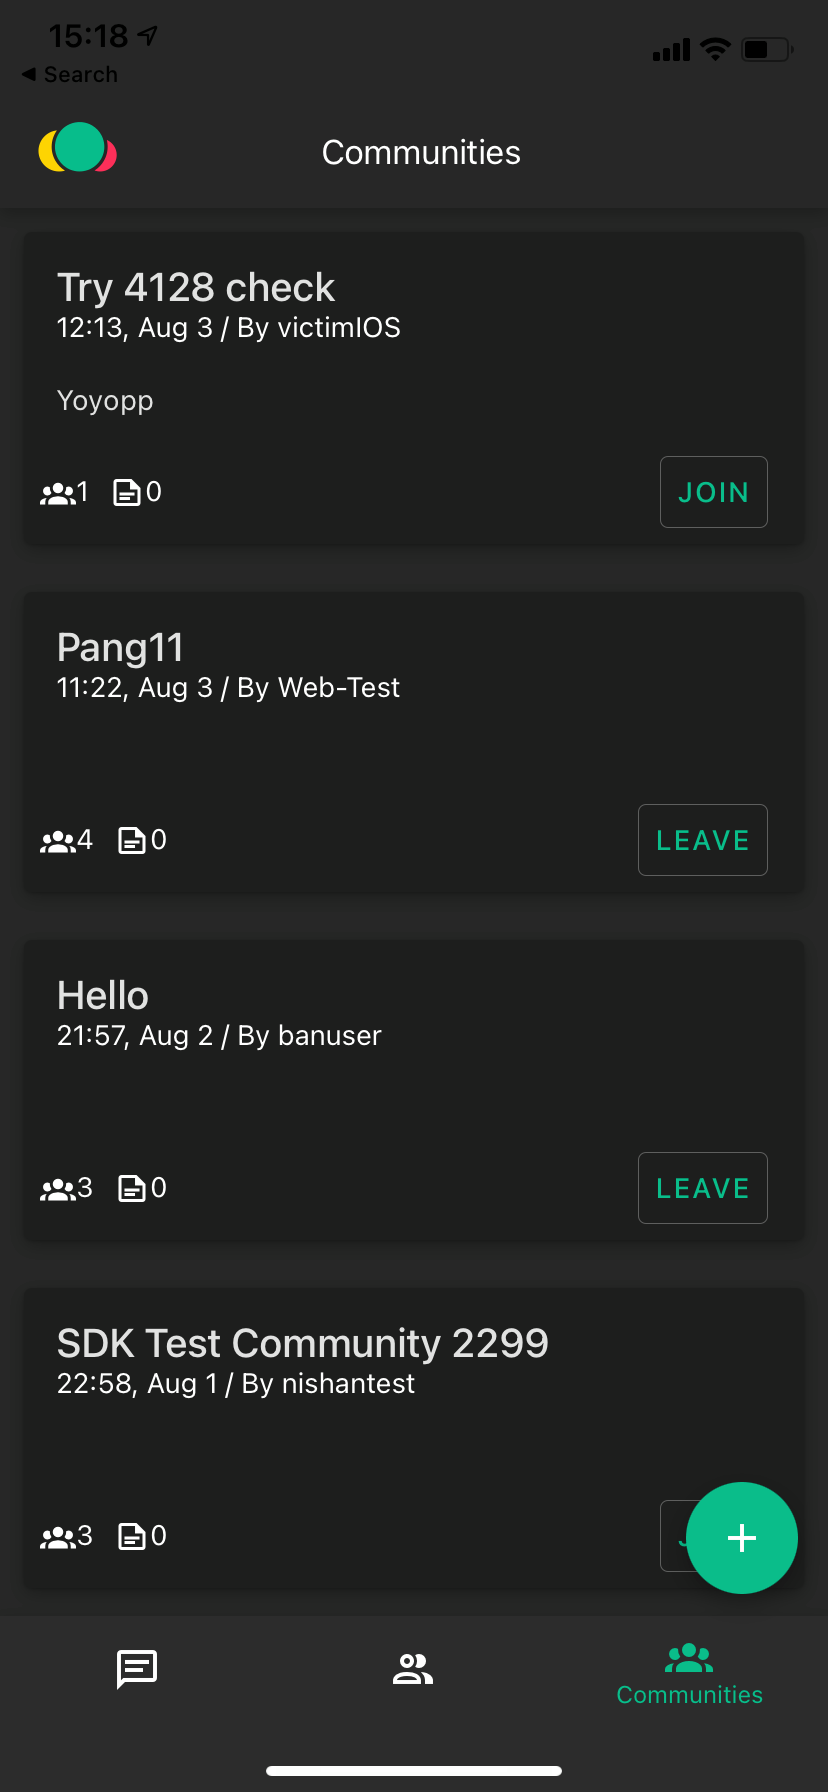 15:18
◀ Search
Communities
Try 4128 check
12:13, Aug 3 / By victimIOS
Yoyopp
1 0 JOIN
Pang11
11:22, Aug 3 / By Web-Test
4 0 LEAVE
Hello
21:57, Aug 2 / By banuser
3 0 LEAVE
SDK Test Community 2299
22:58, Aug 1 / By nishantest
3 0
+
Communities